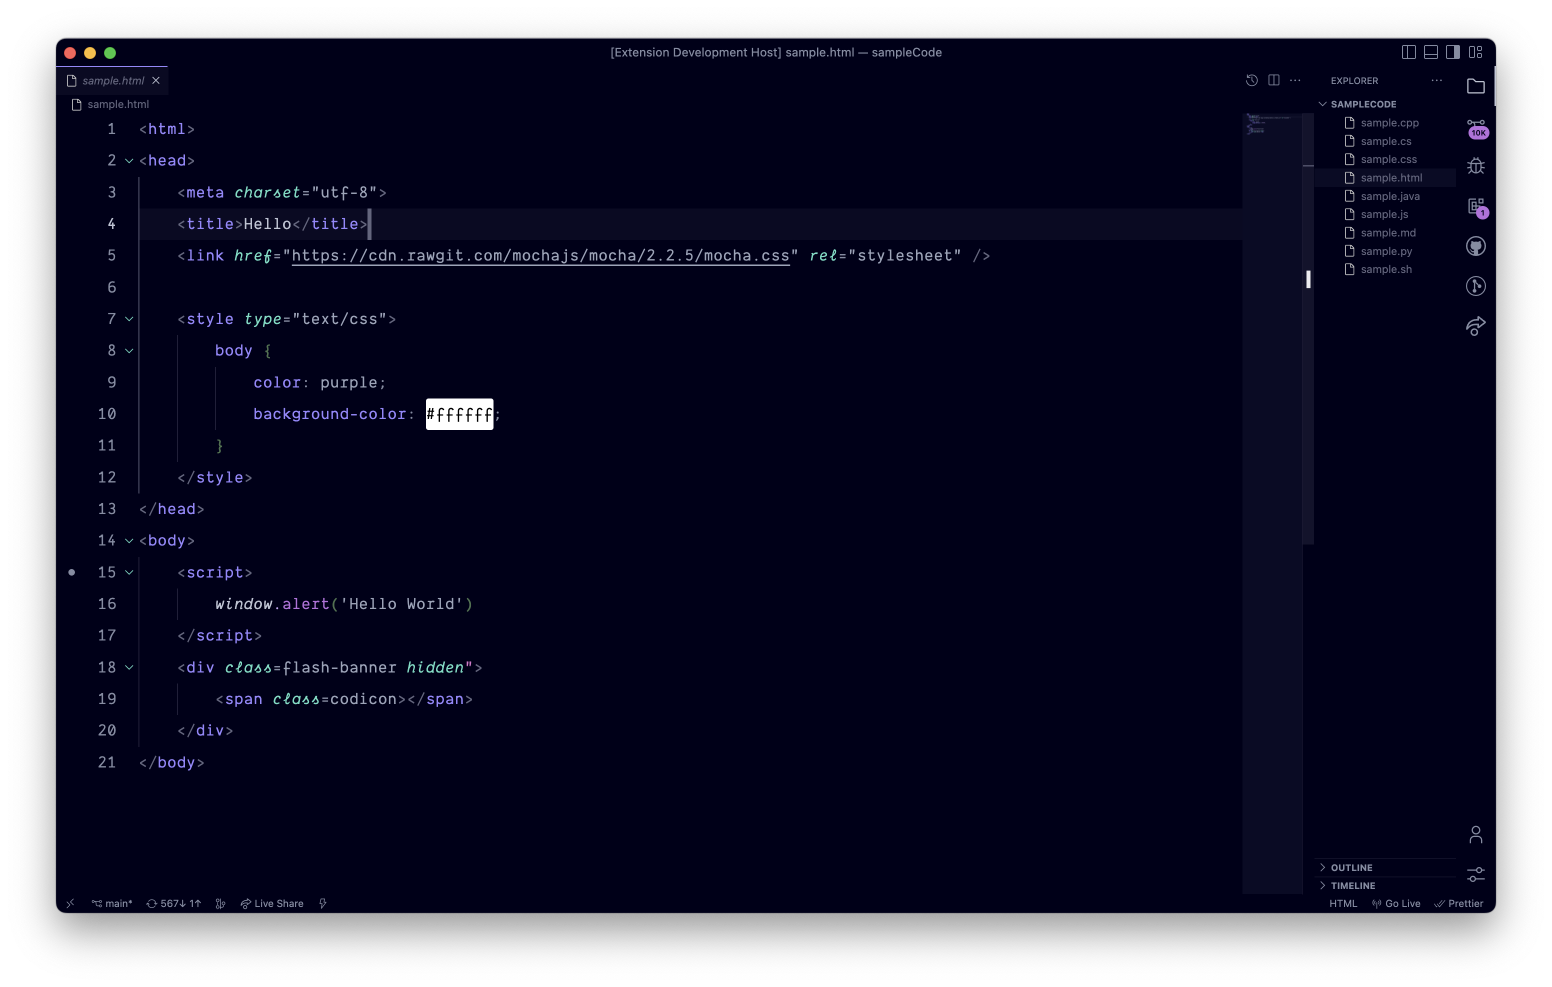 [Extension Development Host] sample.html — sampleCode
sample.html
sample.html
1 <html>
2 <head>
3 <meta charset="utf-8">
4 <title>Hello</title>
5 <link href="https://cdn.rawgit.com/mochajs/mocha/2.2.5/mocha.css" rel="stylesheet" />
6
7 <style type="text/css">
8 body {
9 color: purple;
10 background-color: #ffffff;
11 }
12 </style>
13 </head>
14 <body>
15 <script>
16 window.alert('Hello World')
17 </script>
18 <div class=flash-banner hidden">
19 <span class=codicon></span>
20 </div>
21 </body>
EXPLORER
SAMPLECODE
sample.cpp
sample.cs
sample.css
sample.html
sample.java
sample.js
sample.md
sample.py
sample.sh
10K
1
OUTLINE
TIMELINE
main* 567↓ 1↑ Live Share
HTML Go Live Prettier